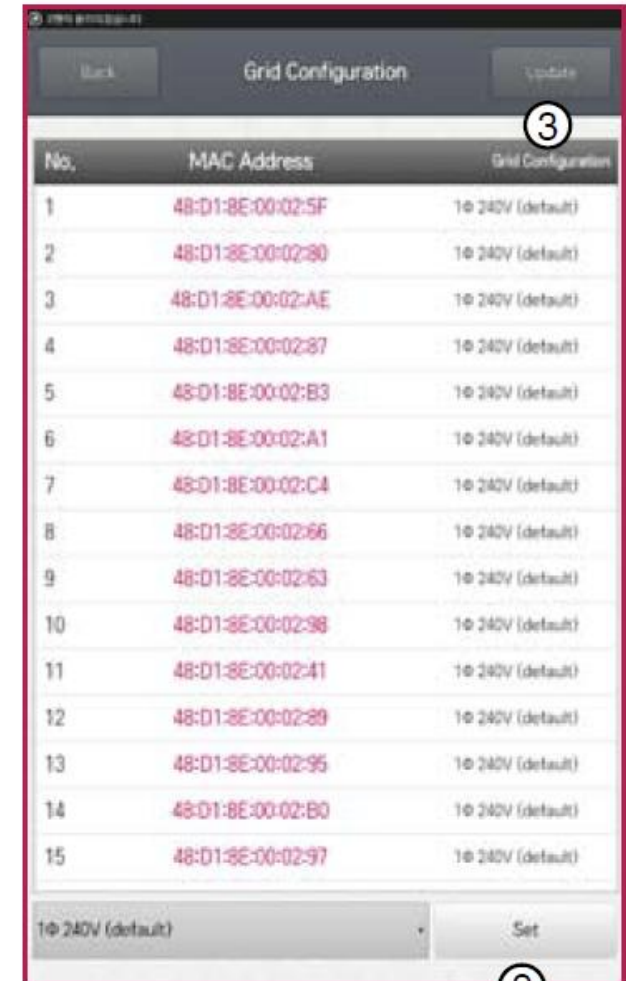 Back Grid Configuration Update
③
No. MAC Address Grid Configuration
1 48:D1:8E:00:02:5F 1Φ 240V (default)
2 48:D1:8E:00:02:80 1Φ 240V (default)
3 48:D1:8E:00:02:AE 1Φ 240V (default)
4 48:D1:8E:00:02:87 1Φ 240V (default)
5 48:D1:8E:00:02:B3 1Φ 240V (default)
6 48:D1:8E:00:02:A1 1Φ 240V (default)
7 48:D1:8E:00:02:C4 1Φ 240V (default)
8 48:D1:8E:00:02:66 1Φ 240V (default)
9 48:D1:8E:00:02:63 1Φ 240V (default)
10 48:D1:8E:00:02:98 1Φ 240V (default)
11 48:D1:8E:00:02:41 1Φ 240V (default)
12 48:D1:8E:00:02:89 1Φ 240V (default)
13 48:D1:8E:00:02:95 1Φ 240V (default)
14 48:D1:8E:00:02:B0 1Φ 240V (default)
15 48:D1:8E:00:02:97 1Φ 240V (default)
1Φ 240V (default) Set